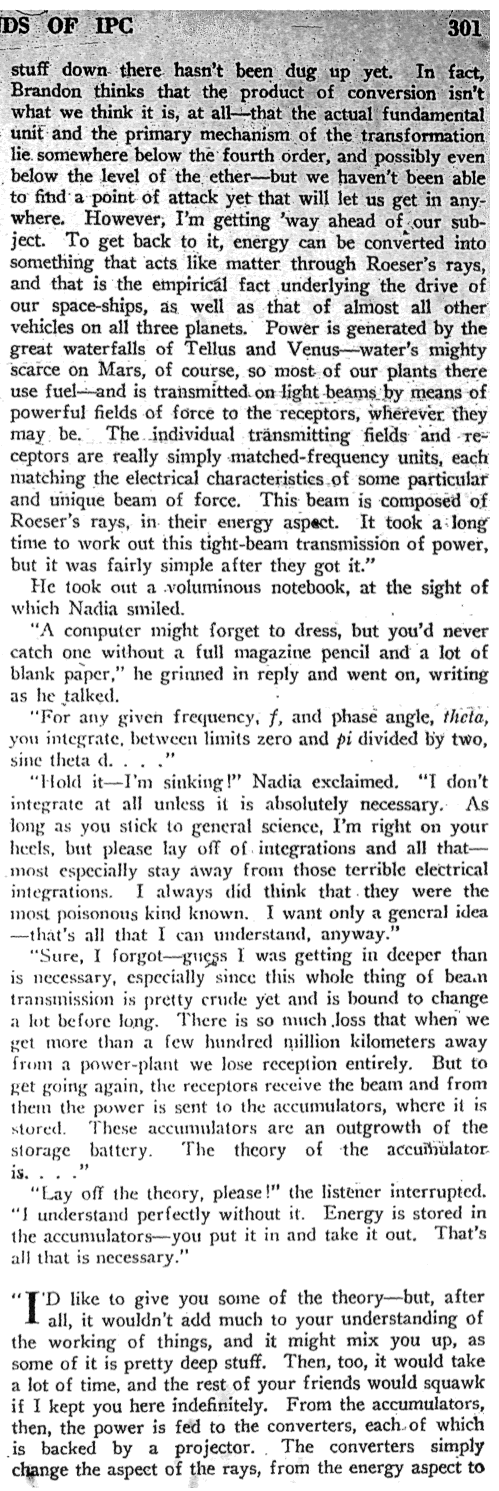 NDS OF IPC 301
stuff down there hasn't been dug up yet. In fact,
Brandon thinks that the product of conversion isn't
what we think it is, at all—that the actual fundamental
unit and the primary mechanism of the transformation
lie somewhere below the fourth order, and possibly even
below the level of the ether—but we haven't been able
to find a point of attack yet that will let us get in any-
where. However, I'm getting 'way ahead of our sub-
ject. To get back to it, energy can be converted into
something that acts like matter through Roeser's rays,
and that is the empirical fact underlying the drive of
our space-ships, as well as that of almost all other
vehicles on all three planets. Power is generated by the
great waterfalls of Tellus and Venus—water's mighty
scarce on Mars, of course, so most of our plants there
use fuel—and is transmitted on light beams by means of
powerful fields of force to the receptors, wherever they
may be. The individual transmitting fields and re-
ceptors are really simply matched-frequency units, each
matching the electrical characteristics of some particular
and unique beam of force. This beam is composed of
Roeser's rays, in their energy aspect. It took a long
time to work out this tight-beam transmission of power,
but it was fairly simple after they got it."
He took out a voluminous notebook, at the sight of
which Nadia smiled.
"A computer might forget to dress, but you'd never
catch one without a full magazine pencil and a lot of
blank paper," he grinned in reply and went on, writing
as he talked.
"For any given frequency, f, and phase angle, theta,
you integrate, between limits zero and pi divided by two,
sine theta d. . . ."
"Hold it—I'm sinking!" Nadia exclaimed. "I don't
integrate at all unless it is absolutely necessary. As
long as you stick to general science, I'm right on your
heels, but please lay off of integrations and all that—
most especially stay away from those terrible electrical
integrations. I always did think that they were the
most poisonous kind known. I want only a general idea
—that's all that I can understand, anyway."
"Sure, I forgot—guess I was getting in deeper than
is necessary, especially since this whole thing of beam
transmission is pretty crude yet and is bound to change
a lot before long. There is so much loss that when we
get more than a few hundred million kilometers away
from a power-plant we lose reception entirely. But to
get going again, the receptors receive the beam and from
them the power is sent to the accumulators, where it is
stored. These accumulators are an outgrowth of the
storage battery. The theory of the accumulator
is. . . ."
"Lay off the theory, please!" the listener interrupted.
"I understand perfectly without it. Energy is stored in
the accumulators—you put it in and take it out. That's
all that is necessary."
"I'D like to give you some of the theory—but, after
all, it wouldn't add much to your understanding of
the working of things, and it might mix you up, as
some of it is pretty deep stuff. Then, too, it would take
a lot of time, and the rest of your friends would squawk
if I kept you here indefinitely. From the accumulators,
then, the power is fed to the converters, each of which
is backed by a projector. The converters simply
change the aspect of the rays, from the energy aspect to